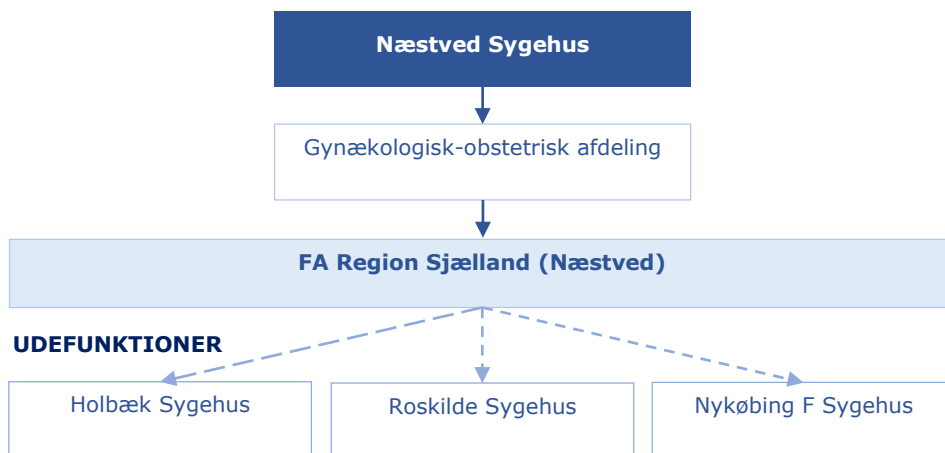 Næstved Sygehus
Gynækologisk-obstetrisk afdeling
FA Region Sjælland (Næstved)
UDEFUNKTIONER
Holbæk Sygehus
Roskilde Sygehus
Nykøbing F Sygehus